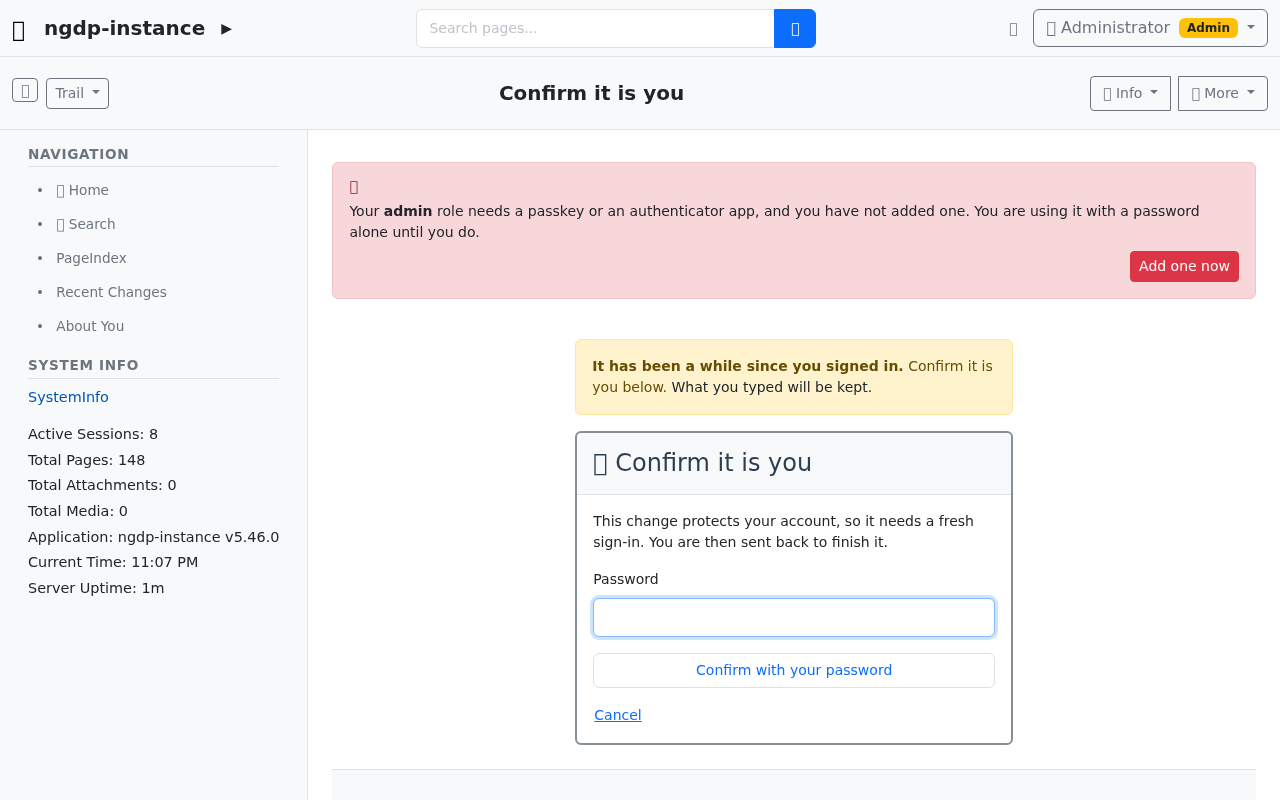 ngdp-instance ▶
Search pages...
Administrator Admin
Trail
Confirm it is you
Info
More
NAVIGATION
• Home
• Search
• PageIndex
• Recent Changes
• About You
SYSTEM INFO
SystemInfo
Active Sessions: 8
Total Pages: 148
Total Attachments: 0
Total Media: 0
Application: ngdp-instance v5.46.0
Current Time: 11:07 PM
Server Uptime: 1m
Your admin role needs a passkey or an authenticator app, and you have not added one. You are using it with a password
alone until you do.
Add one now
It has been a while since you signed in. Confirm it is
you below. What you typed will be kept.
Confirm it is you
This change protects your account, so it needs a fresh
sign-in. You are then sent back to finish it.
Password
Confirm with your password
Cancel